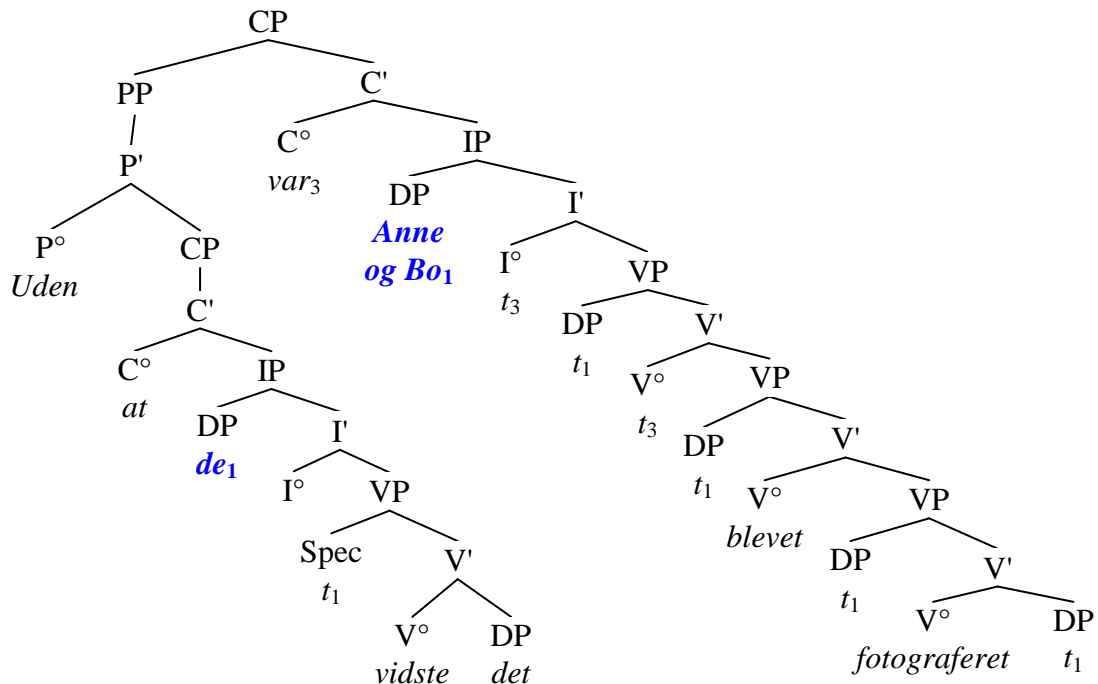 CP
PP C'
C° IP
P' var₃ DP I'
Anne
og Bo₁
P° CP I° VP
Uden t₃
C' DP V'
t₁
C° IP V° VP
at t₃
DP I' DP V'
de₁ t₁
I° VP V° VP
blevet
Spec V' DP V'
t₁ t₁
V° DP V° DP
vidste det fotograferet t₁